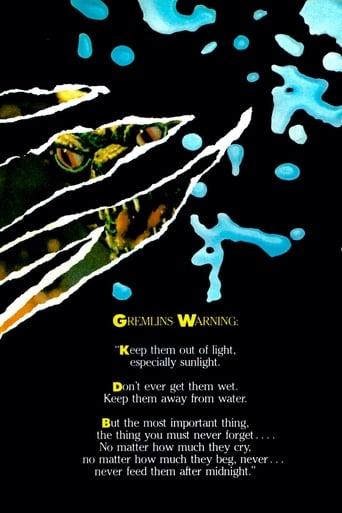 GREMLINS WARNING:
“Keep them out of light,
especially sunlight.
Don’t ever get them wet.
Keep them away from water.
But the most important thing,
the thing you must never forget....
No matter how much they cry,
no matter how much they beg, never...
never feed them after midnight.”